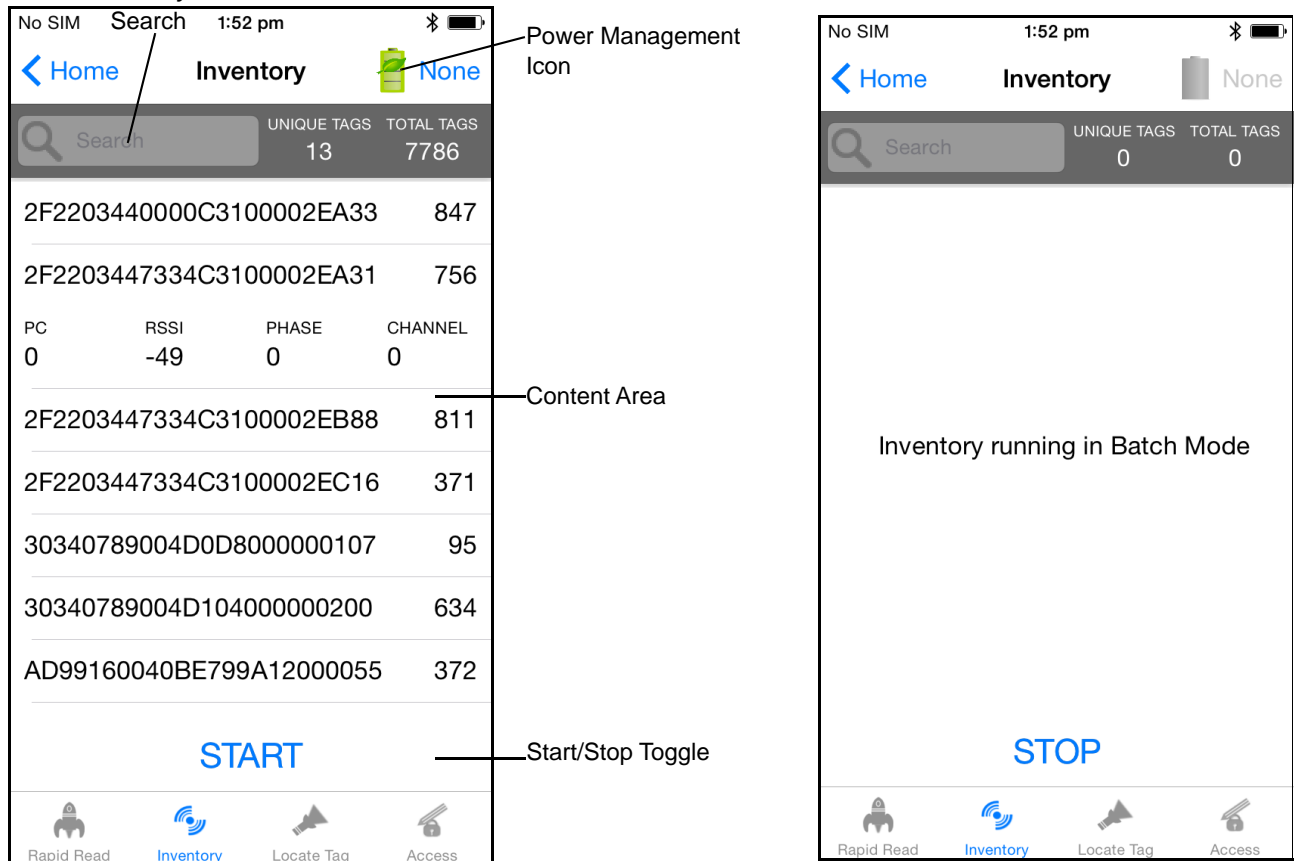 No SIM
Search
1:52 pm
Home
Inventory
None
Power Management
Icon
Search
UNIQUE TAGS
13
TOTAL TAGS
7786
2F2203440000C3100002EA33 847
2F2203447334C3100002EA31 756
PC RSSI PHASE CHANNEL
0 -49 0 0
Content Area
2F2203447334C3100002EB88 811
2F2203447334C3100002EC16 371
30340789004D0D8000000107 95
30340789004D104000000200 634
AD99160040BE799A12000055 372
START
Start/Stop Toggle
Rapid Read Inventory Locate Tag Access
No SIM 1:52 pm
Home Inventory None
Search
UNIQUE TAGS
0
TOTAL TAGS
0
Inventory running in Batch Mode
STOP
Rapid Read Inventory Locate Tag Access